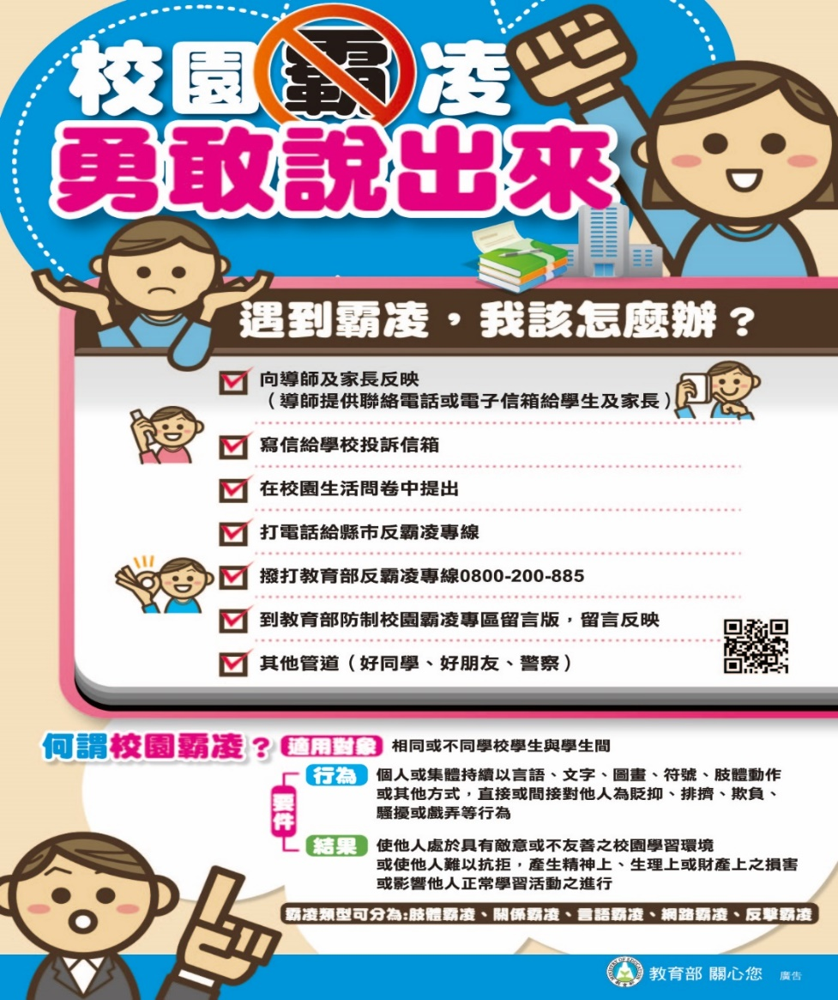 校園霸凌
勇敢說出來
遇到霸凌，我該怎麼辦？
向導師及家長反映
（導師提供聯絡電話或電子信箱給學生及家長）
寫信給學校投訴信箱
在校園生活問卷中提出
打電話給縣市反霸凌專線
撥打教育部反霸凌專線0800-200-885
到教育部防制校園霸凌專區留言版，留言反映
其他管道（好同學、好朋友、警察）
何謂校園霸凌？ 適用對象 相同或不同學校學生與學生間
要件
行為 個人或集體持續以言語、文字、圖畫、符號、肢體動作
或其他方式，直接或間接對他人為貶抑、排擠、欺負、
騷擾或戲弄等行為
結果 使他人處於具有敵意或不友善之校園學習環境
或使他人難以抗拒，產生精神上、生理上或財產上之損害
或影響他人正常學習活動之進行
霸凌類型可分為:肢體霸凌、關係霸凌、言語霸凌、網路霸凌、反擊霸凌
教育部 關心您 廣告